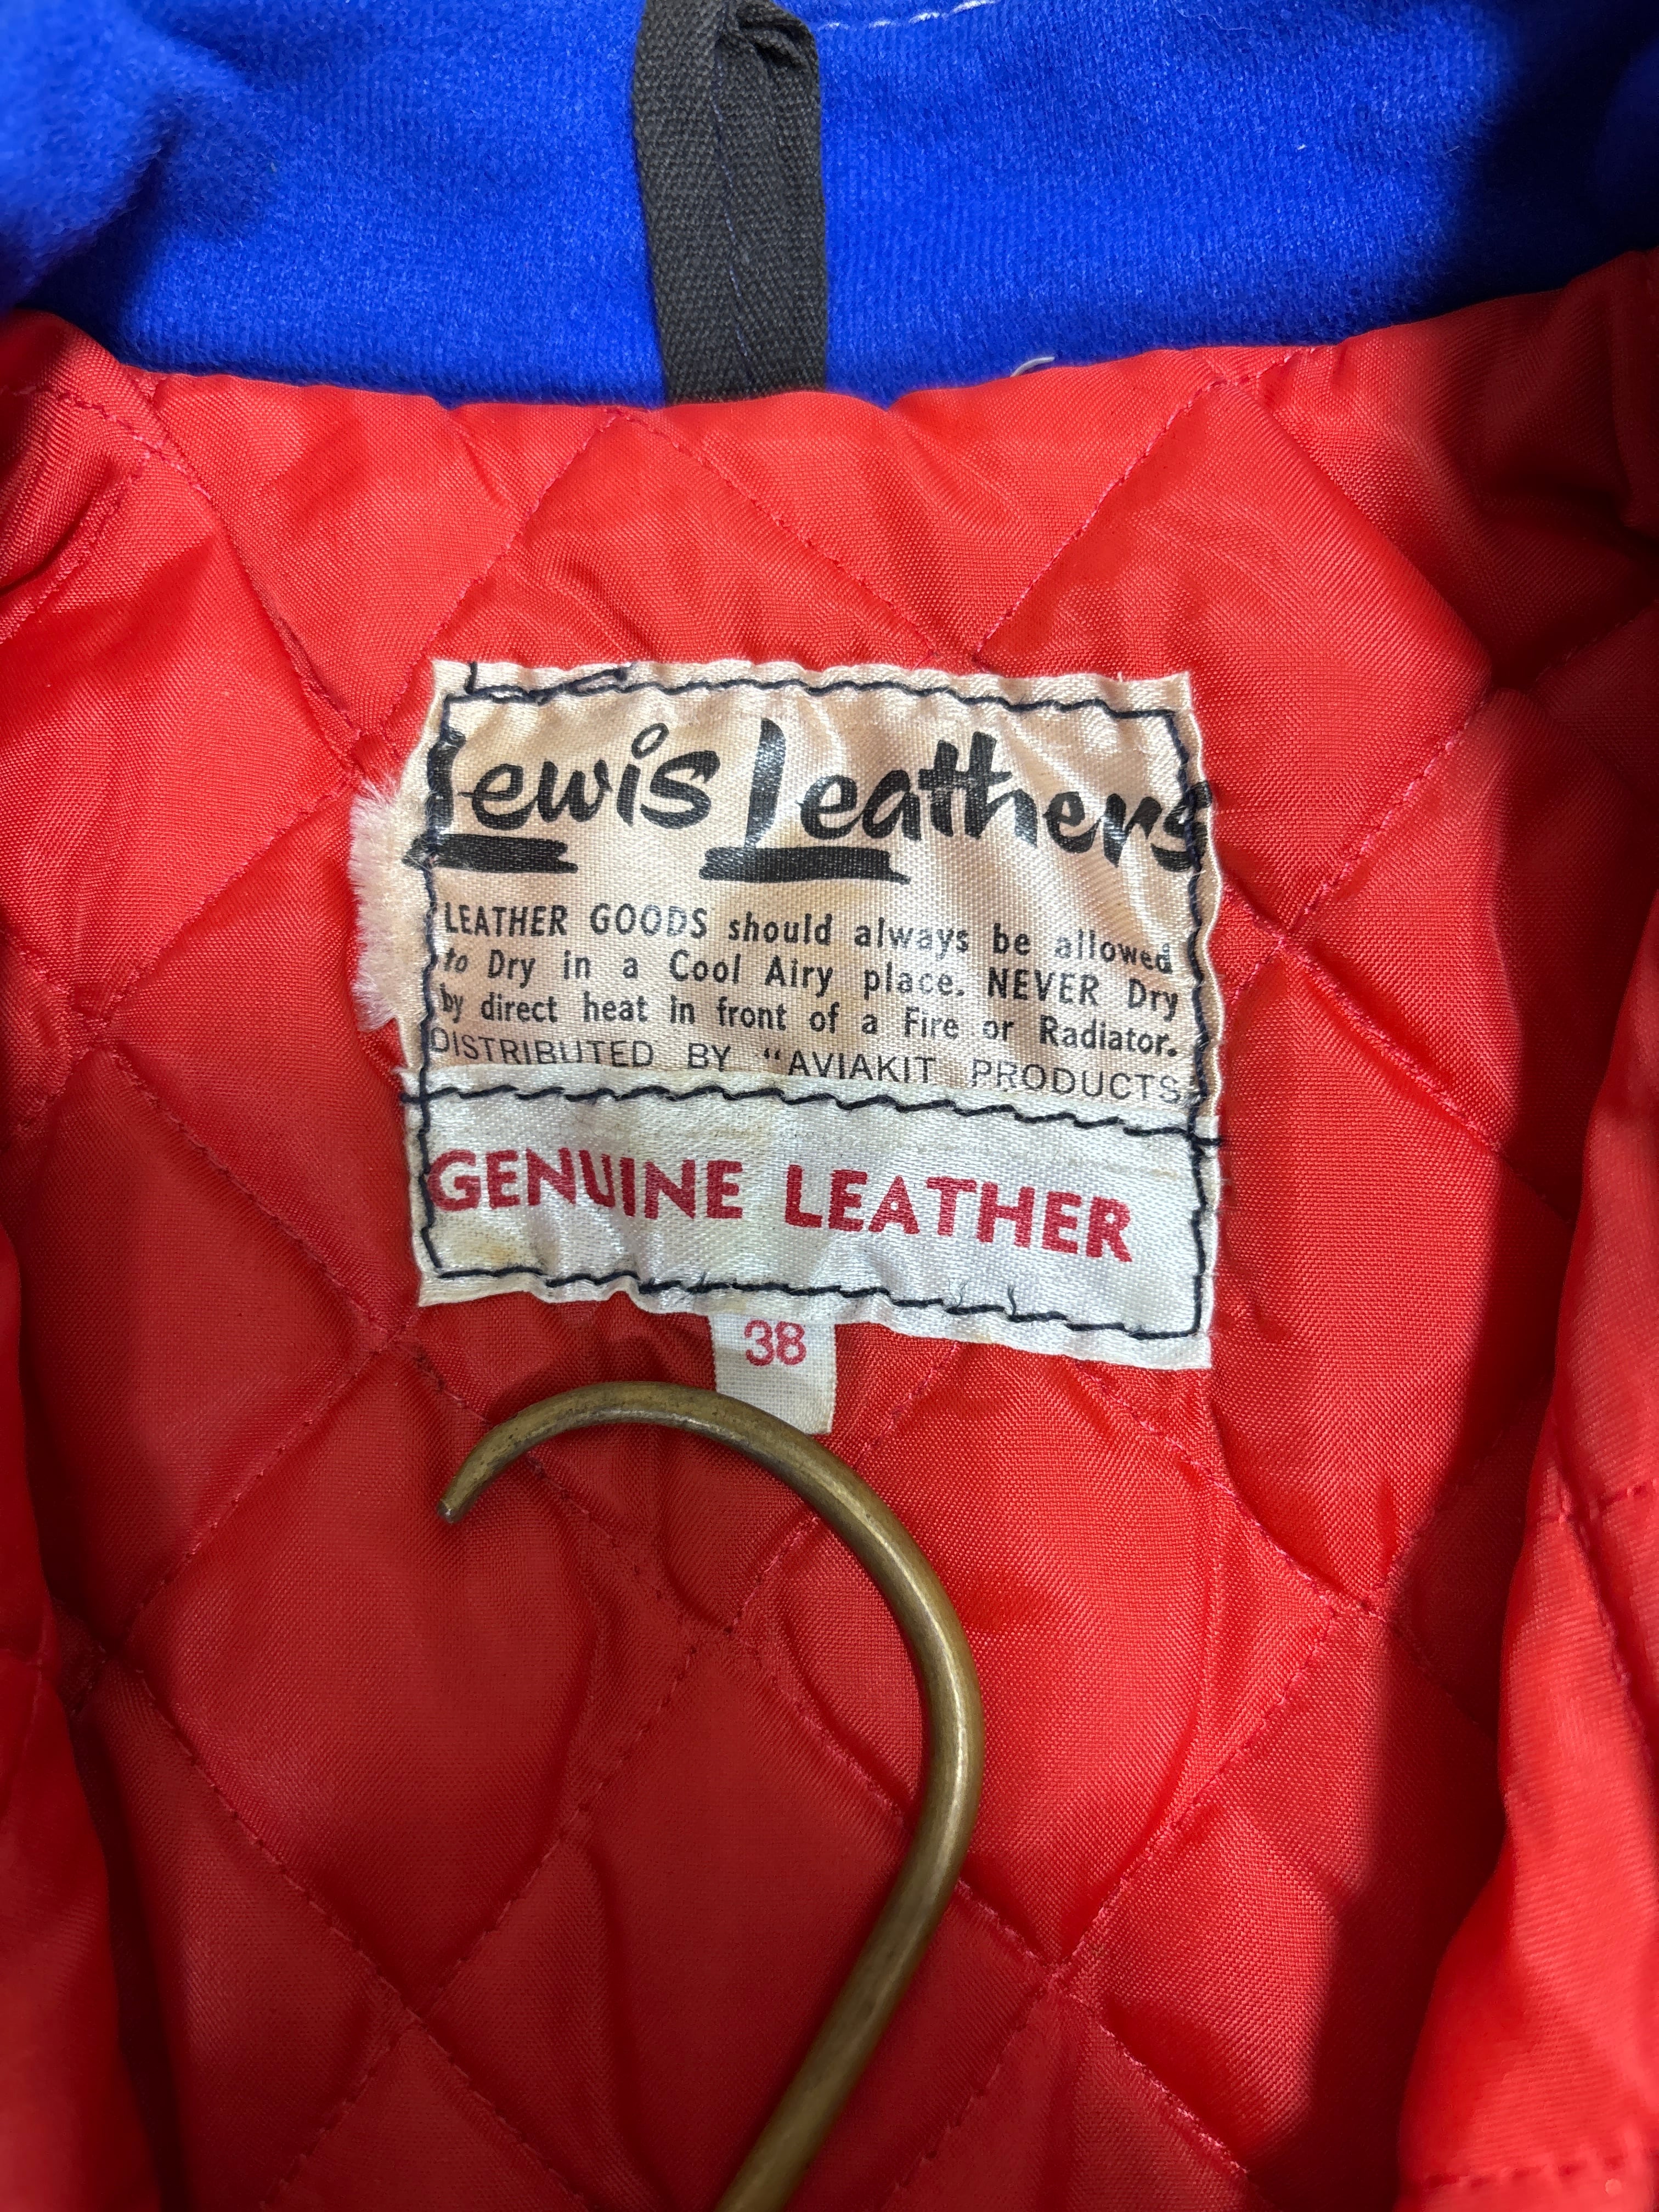 Lewis Leathers
LEATHER GOODS should always be allowed
to Dry in a Cool Airy place. NEVER Dry
by direct heat in front of a Fire or Radiator.
DISTRIBUTED BY "AVIAKIT PRODUCTS
GENUINE LEATHER
38